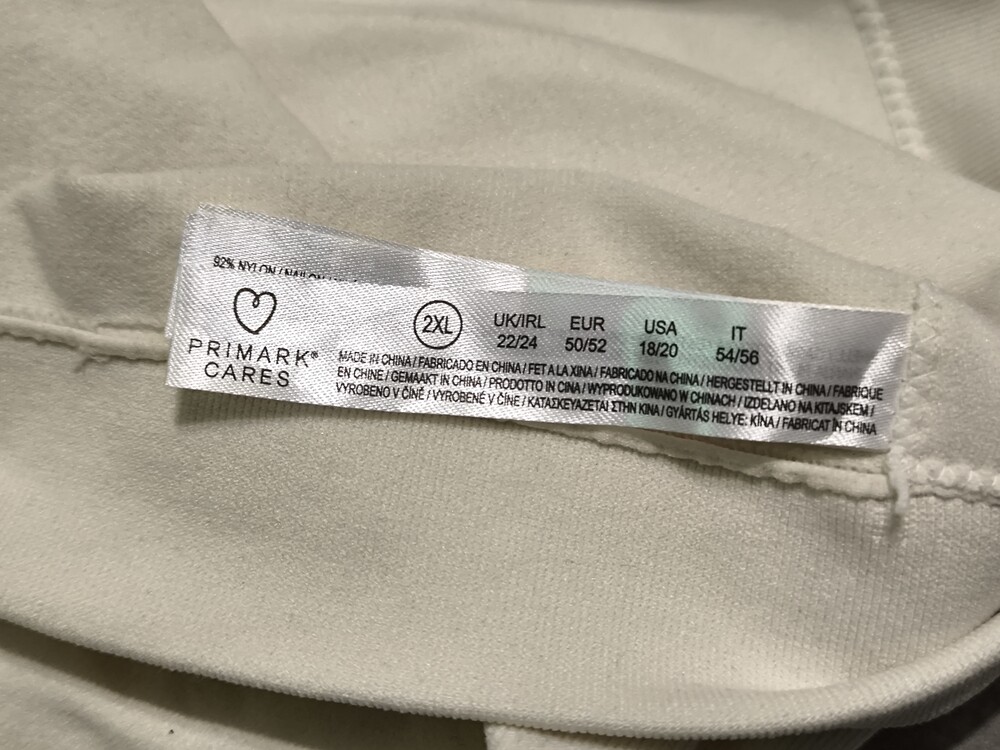 92% NYLON / NAILON
PRIMARK®
CARES
2XL
UK/IRL EUR USA IT
22/24 50/52 18/20 54/56
MADE IN CHINA / FABRICADO EN CHINA / FET A LA XINA / FABRICADO NA CHINA / HERGESTELLT IN CHINA / FABRIQUE
EN CHINE / GEMAAKT IN CHINA / PRODOTTO IN CINA / WYPRODUKOWANO W CHINACH / IZDELANO NA KITAJSKEM /
VYROBENO V ČÍNĚ / VYROBENÉ V ČÍNE / ΚΑΤΑΣΚΕΥΑΖΕΤΑΙ ΣΤΗΝ ΚΙΝΑ / GYÁRTÁS HELYE: KÍNA / FABRICAT ÎN CHINA